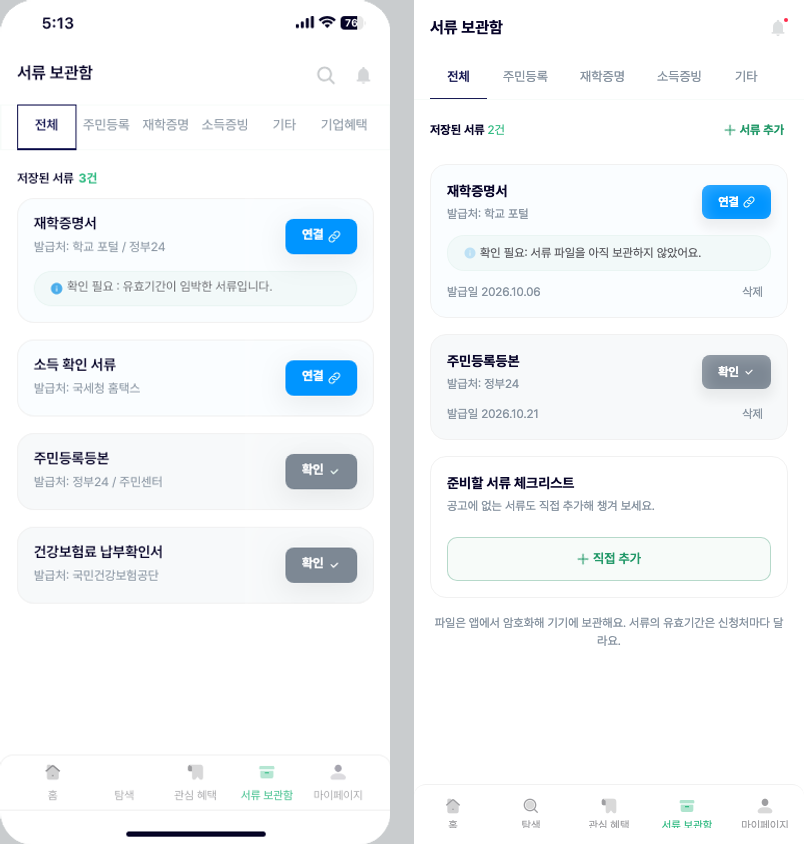 5:13
76
서류 보관함
전체 주민등록 재학증명 소득증빙 기타 기업혜택
저장된 서류 3건
재학증명서
발급처: 학교 포털 / 정부24
연결
확인 필요 : 유효기간이 임박한 서류입니다.
소득 확인 서류
발급처: 국세청 홈택스
연결
주민등록등본
발급처: 정부24 / 주민센터
확인
건강보험료 납부확인서
발급처: 국민건강보험공단
확인
홈 탐색 관심 혜택 서류 보관함 마이페이지
서류 보관함
전체 주민등록 재학증명 소득증빙 기타
저장된 서류 2건
+ 서류 추가
재학증명서
발급처: 학교 포털
연결
확인 필요: 서류 파일을 아직 보관하지 않았어요.
발급일 2026.10.06
삭제
주민등록등본
발급처: 정부24
확인
발급일 2026.10.21
삭제
준비할 서류 체크리스트
공고에 없는 서류도 직접 추가해 챙겨 보세요.
+ 직접 추가
파일은 앱에서 암호화해 기기에 보관해요. 서류의 유효기간은 신청처마다 달
라요.
홈 탐색 관심 혜택 서류 보관함 마이페이지